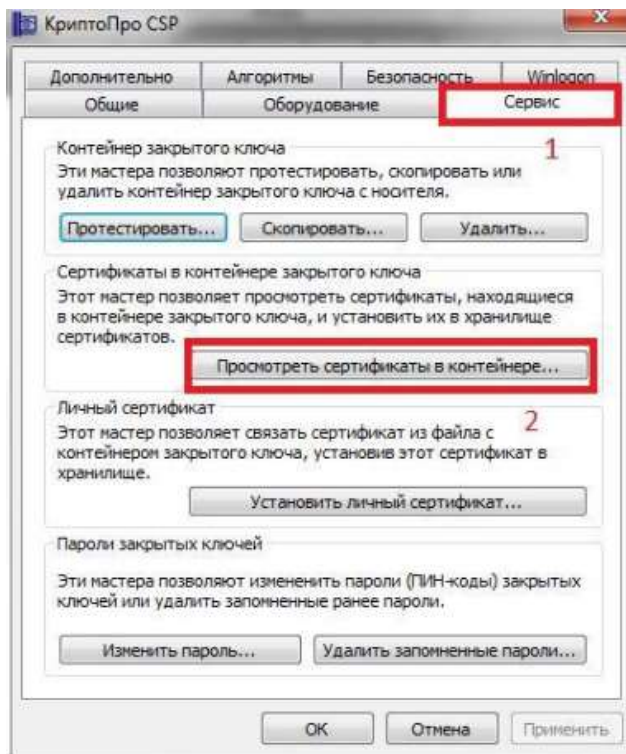 КриптоПро CSP
Дополнительно Алгоритмы Безопасность Winlogon
Общие Оборудование Сервис
1
Контейнер закрытого ключа
Эти мастера позволяют протестировать, скопировать или
удалить контейнер закрытого ключа с носителя.
Протестировать... Скопировать... Удалить...
Сертификаты в контейнере закрытого ключа
Этот мастер позволяет просмотреть сертификаты, находящиеся
в контейнере закрытого ключа, и установить их в хранилище
сертификатов.
Просмотреть сертификаты в контейнере...
2
Личный сертификат
Этот мастер позволяет связать сертификат из файла с
контейнером закрытого ключа, установив этот сертификат в
хранилище.
Установить личный сертификат...
Пароли закрытых ключей
Эти мастера позволяют измененить пароли (ПИН-коды) закрытых
ключей или удалить запомненные ранее пароли.
Изменить пароль... Удалить запомненные пароли...
ОК Отмена Применить